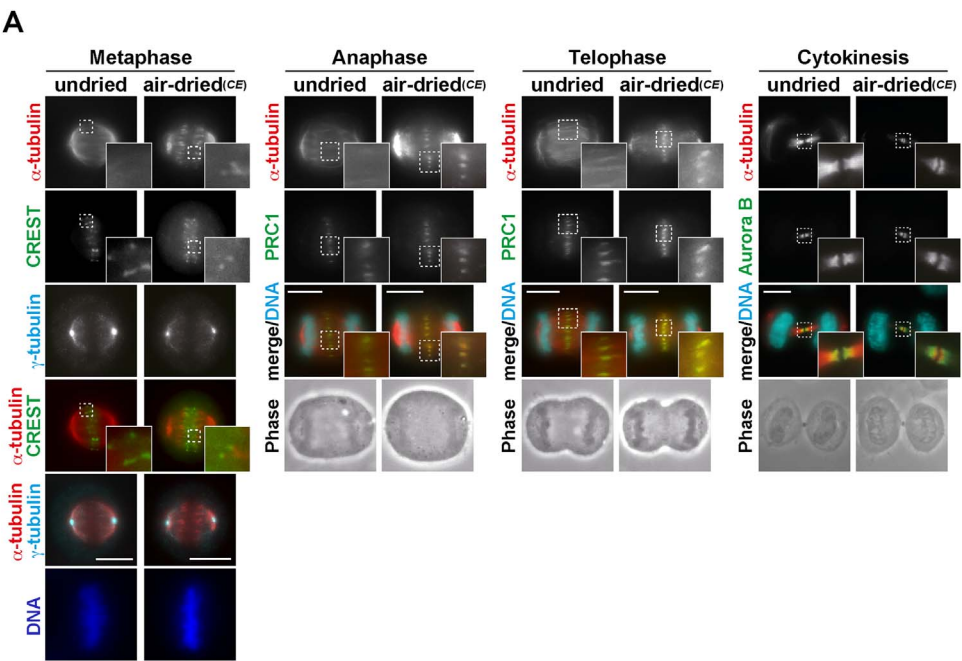 A
Metaphase Anaphase Telophase Cytokinesis
undried air-dried(CE) undried air-dried(CE) undried air-dried(CE) undried air-dried(CE)
α-tubulin α-tubulin α-tubulin α-tubulin
CREST PRC1 PRC1 Aurora B
γ-tubulin merge/DNA merge/DNA merge/DNA
α-tubulin
CREST Phase Phase Phase
α-tubulin
γ-tubulin
DNA